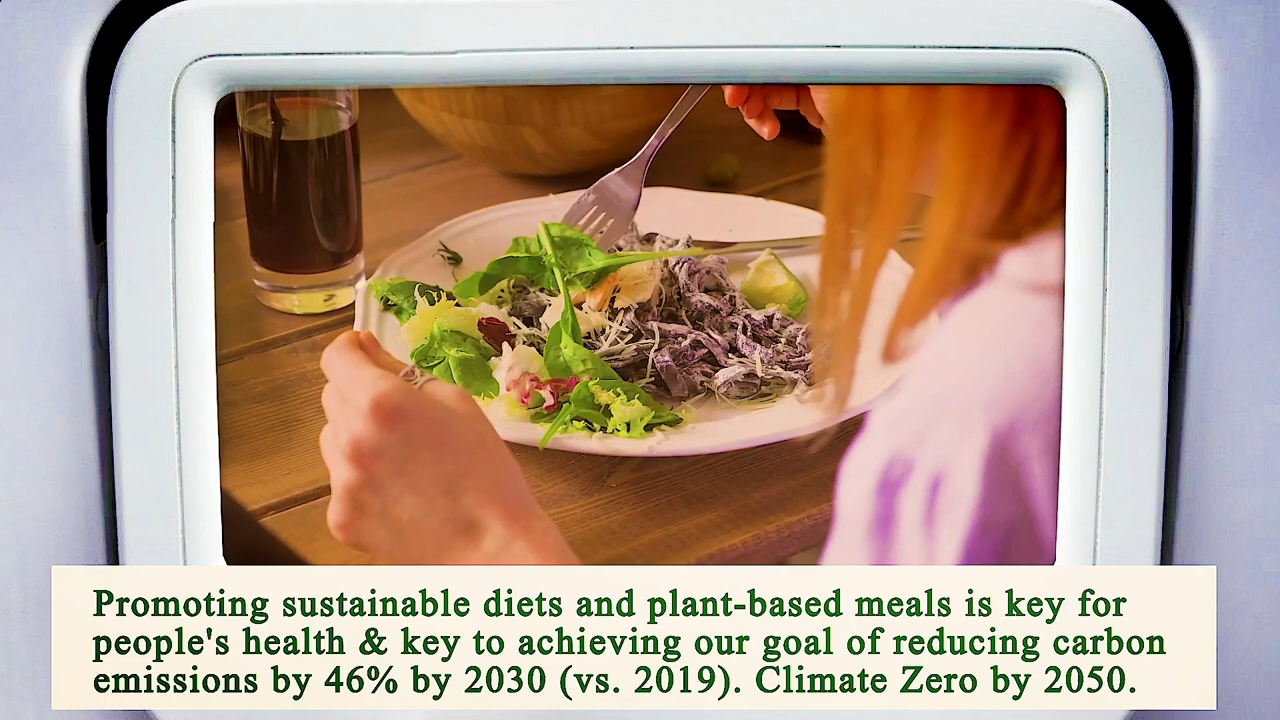 Promoting sustainable diets and plant-based meals is key for
people's health & key to achieving our goal of reducing carbon
emissions by 46% by 2030 (vs. 2019). Climate Zero by 2050.